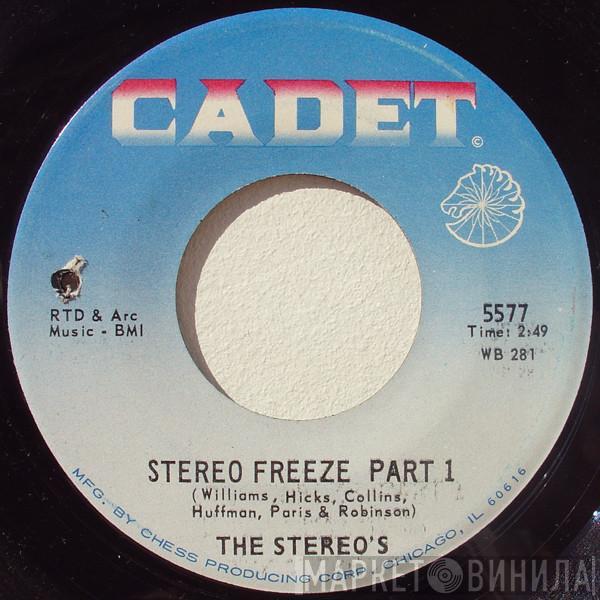 CADET
©
RTD & Arc
Music - BMI
5577
Time: 2:49
WB 281
STEREO FREEZE PART 1
(Williams, Hicks, Collins,
Huffman, Paris & Robinson)
THE STEREO'S
MFG. BY CHESS PRODUCING CORP., CHICAGO, IL 60616
МАРКЕТ ВИНИЛА